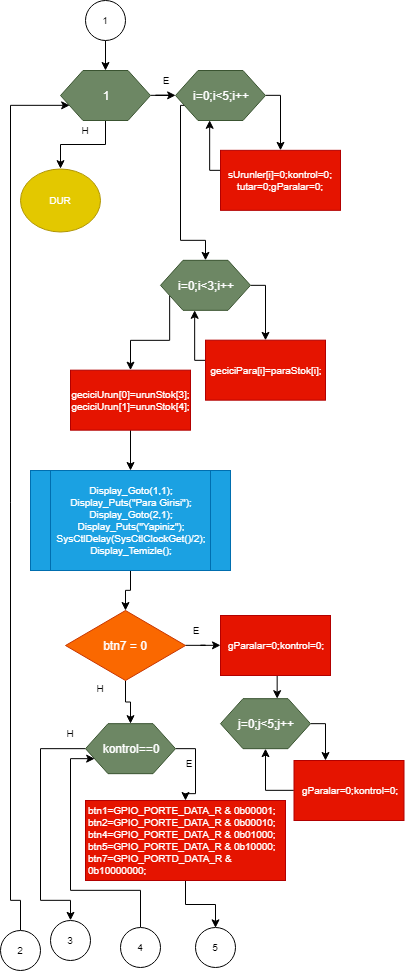 1
1
E
i=0;i<5;i++
H
sUrunler[i]=0;kontrol=0;
tutar=0;gParalar=0;
DUR
i=0;i<3;i++
geciciPara[i]=paraStok[i];
geciciUrun[0]=urunStok[3];
geciciUrun[1]=urunStok[4];
Display_Goto(1,1);
Display_Puts("Para Girisi");
Display_Goto(2,1);
Display_Puts("Yapiniz");
SysCtlDelay(SysCtlClockGet()/2);
Display_Temizle();
btn7 = 0
E
gParalar=0;kontrol=0;
H
j=0;j<5;j++
H
kontrol==0
E
gParalar=0;kontrol=0;
btn1=GPIO_PORTE_DATA_R & 0b00001;
btn2=GPIO_PORTE_DATA_R & 0b00010;
btn4=GPIO_PORTE_DATA_R & 0b01000;
btn5=GPIO_PORTE_DATA_R & 0b10000;
btn7=GPIO_PORTD_DATA_R &
0b10000000;
2
3
4
5